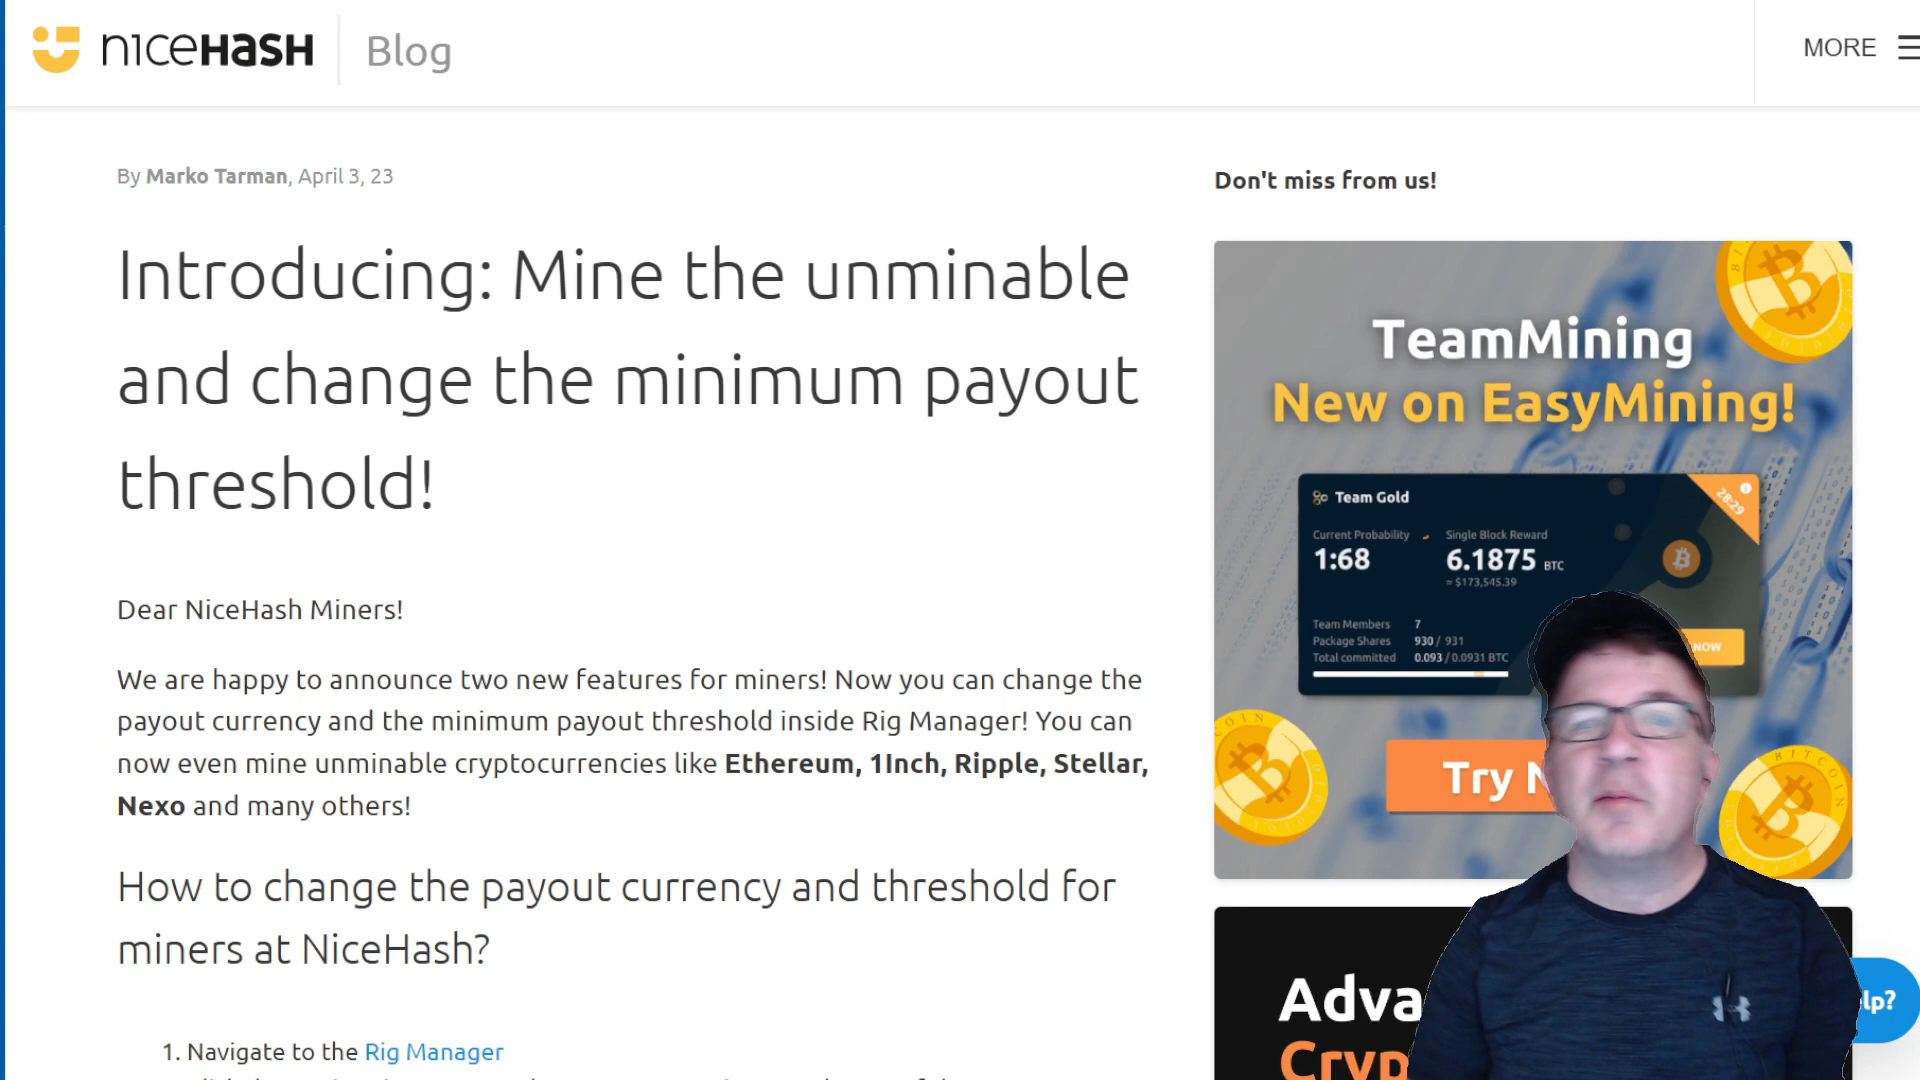 niceHASH Blog
MORE
By Marko Tarman, April 3, 23
Introducing: Mine the unminable
and change the minimum payout
threshold!
Dear NiceHash Miners!
We are happy to announce two new features for miners! Now you can change the
payout currency and the minimum payout threshold inside Rig Manager! You can
now even mine unminable cryptocurrencies like Ethereum, 1Inch, Ripple, Stellar,
Nexo and many others!
How to change the payout currency and threshold for
miners at NiceHash?
1. Navigate to the Rig Manager
Don't miss from us!
TeamMining
New on EasyMining!
Team Gold
28:29
Current Probability
Single Block Reward
1:68
6.1875 BTC
≈ $173,545.39
Team Members 7
Package Shares 930 / 931
Total committed 0.093 / 0.0931 BTC
NOW
Try
BITCOIN